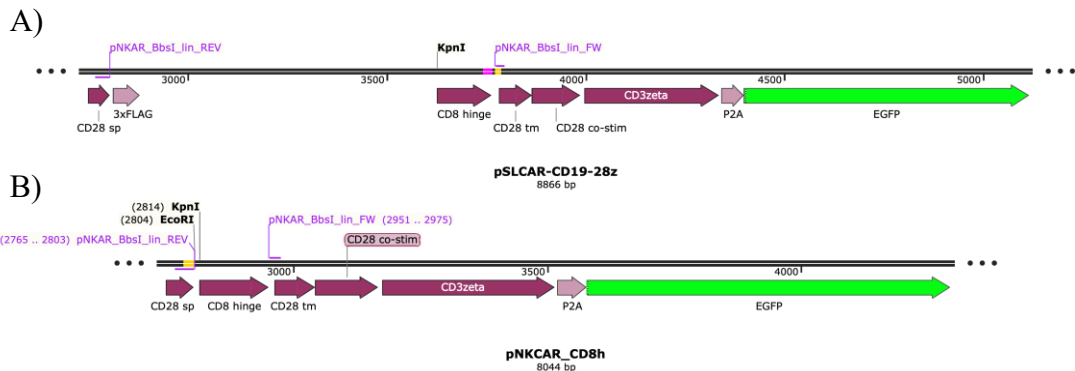 A)
pNKAR_BbsI_lin_REV
KpnI
pNKAR_BbsI_lin_FW
3000
3500
4000
4500
5000
CD3zeta
EGFP
3xFLAG
CD28 sp
CD8 hinge
CD28 tm
CD28 co-stim
P2A
pSLCAR-CD19-28z
8866 bp
B)
(2814) KpnI
(2804) EcoRI
pNKAR_BbsI_lin_FW (2951 .. 2975)
(2765 .. 2803) pNKAR_BbsI_lin_REV
CD28 co-stim
3000
3500
4000
CD3zeta
CD28 sp
CD8 hinge
CD28 tm
P2A
EGFP
pNKCAR_CD8h
8044 bp